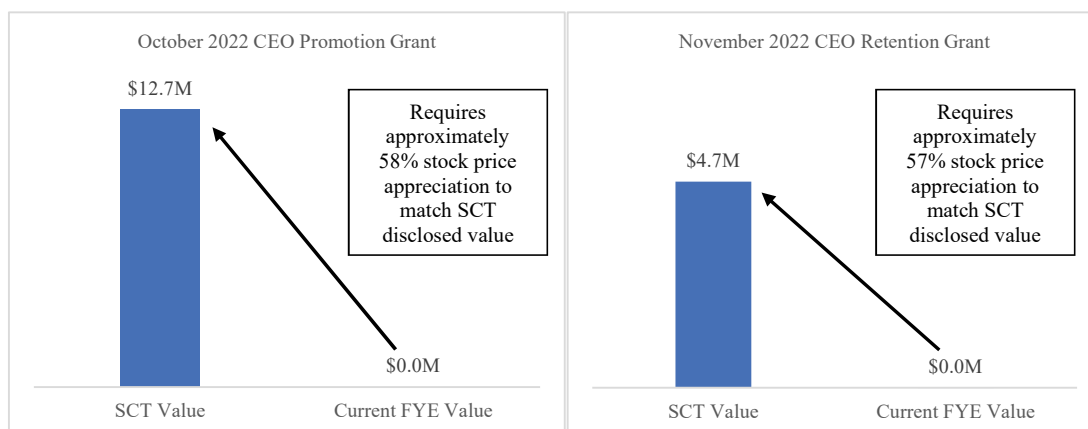 October 2022 CEO Promotion Grant
$12.7M
Requires
approximately
58% stock price
appreciation to
match SCT
disclosed value
$0.0M
SCT Value
Current FYE Value
November 2022 CEO Retention Grant
$4.7M
Requires
approximately
57% stock price
appreciation to
match SCT
disclosed value
$0.0M
SCT Value
Current FYE Value